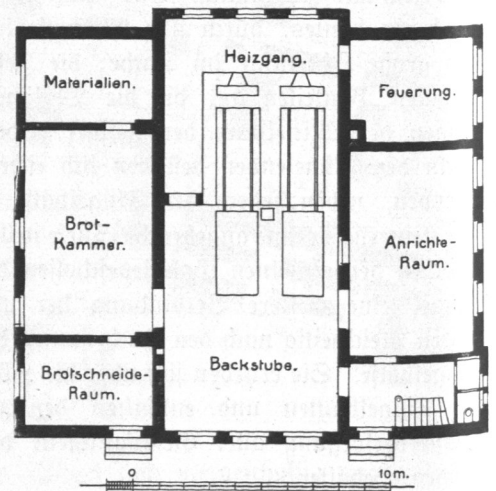 Heizgang.
Materialien.
Feuerung.
Brot-
Kammer.
Anrichte-
Raum.
Brotschneide-
Raum.
Backstube.
0
10 m.